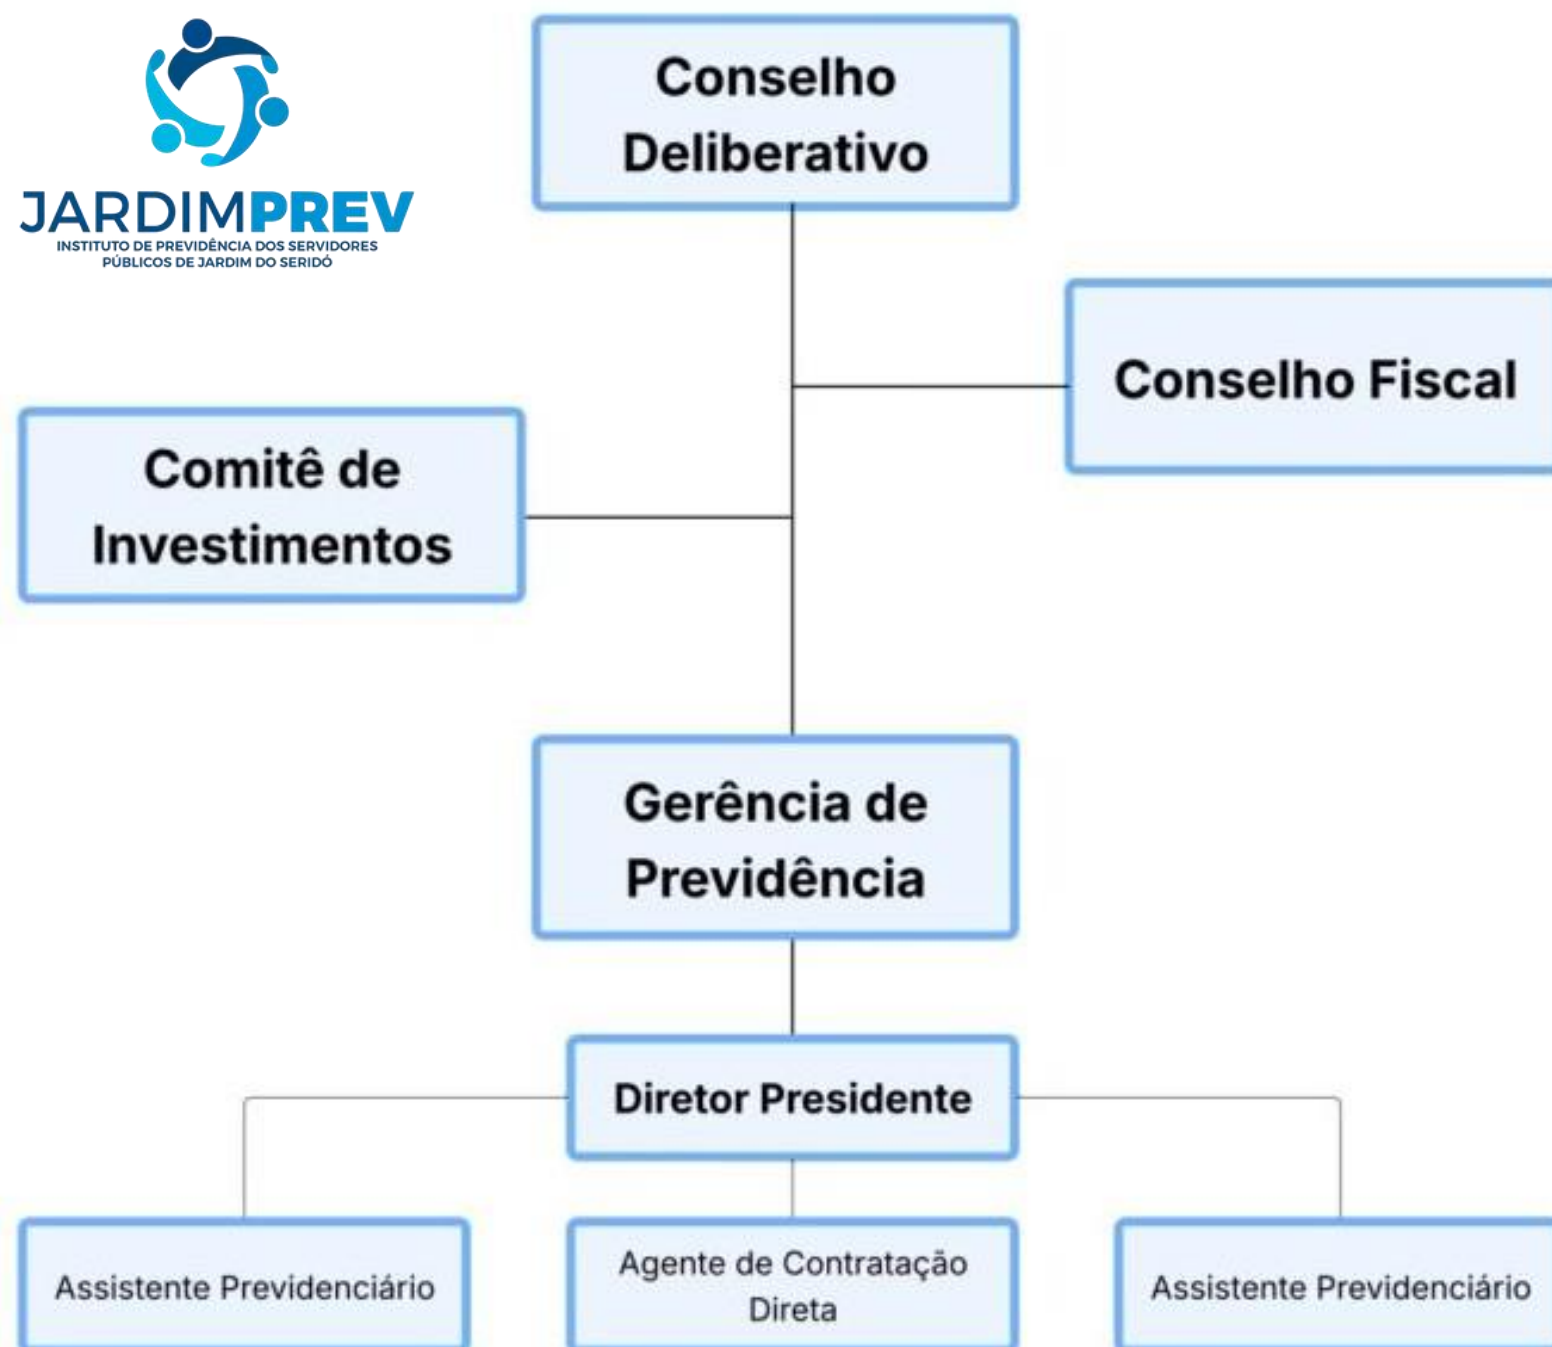 JARDIMPREV
INSTITUTO DE PREVIDÊNCIA DOS SERVIDORES
PÚBLICOS DE JARDIM DO SERIDÓ
Conselho
Deliberativo
Conselho Fiscal
Comitê de
Investimentos
Gerência de
Previdência
Diretor Presidente
Assistente Previdenciário
Agente de Contratação
Direta
Assistente Previdenciário